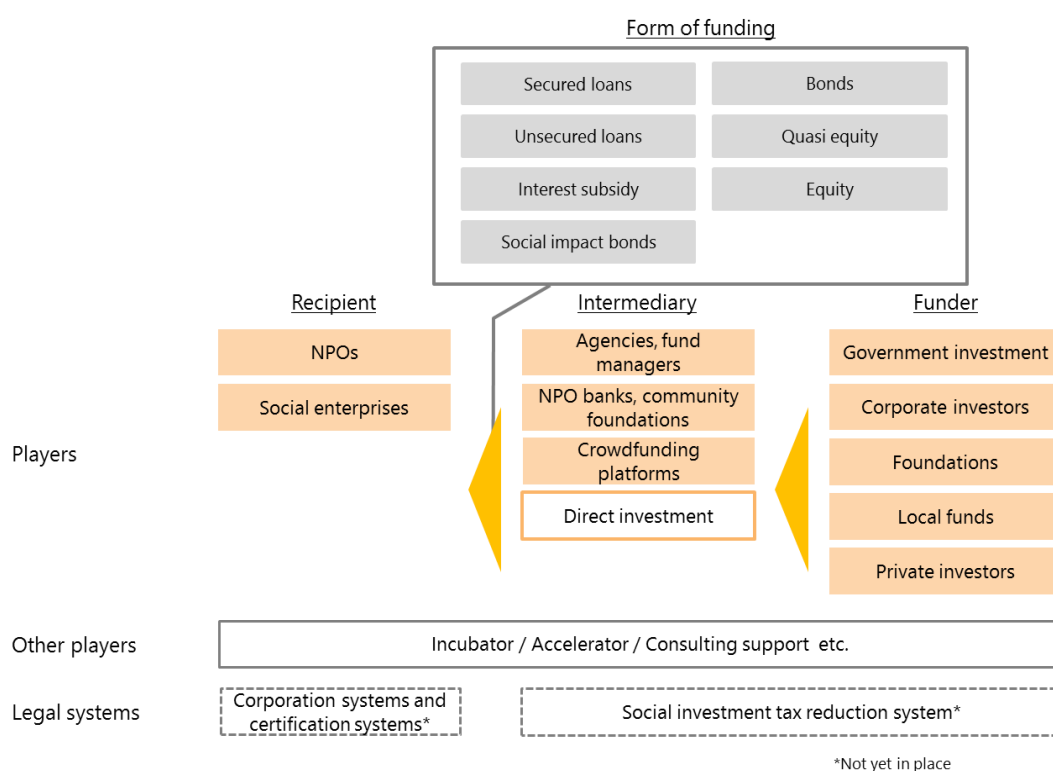 Form of funding
Secured loans
Bonds
Unsecured loans
Quasi equity
Interest subsidy
Equity
Social impact bonds
Recipient
Intermediary
Funder
Players
NPOs
Social enterprises
Agencies, fund
managers
NPO banks, community
foundations
Crowdfunding
platforms
Direct investment
Government investment
Corporate investors
Foundations
Local funds
Private investors
Other players
Incubator / Accelerator / Consulting support etc.
Legal systems
Corporation systems and
certification systems*
Social investment tax reduction system*
*Not yet in place